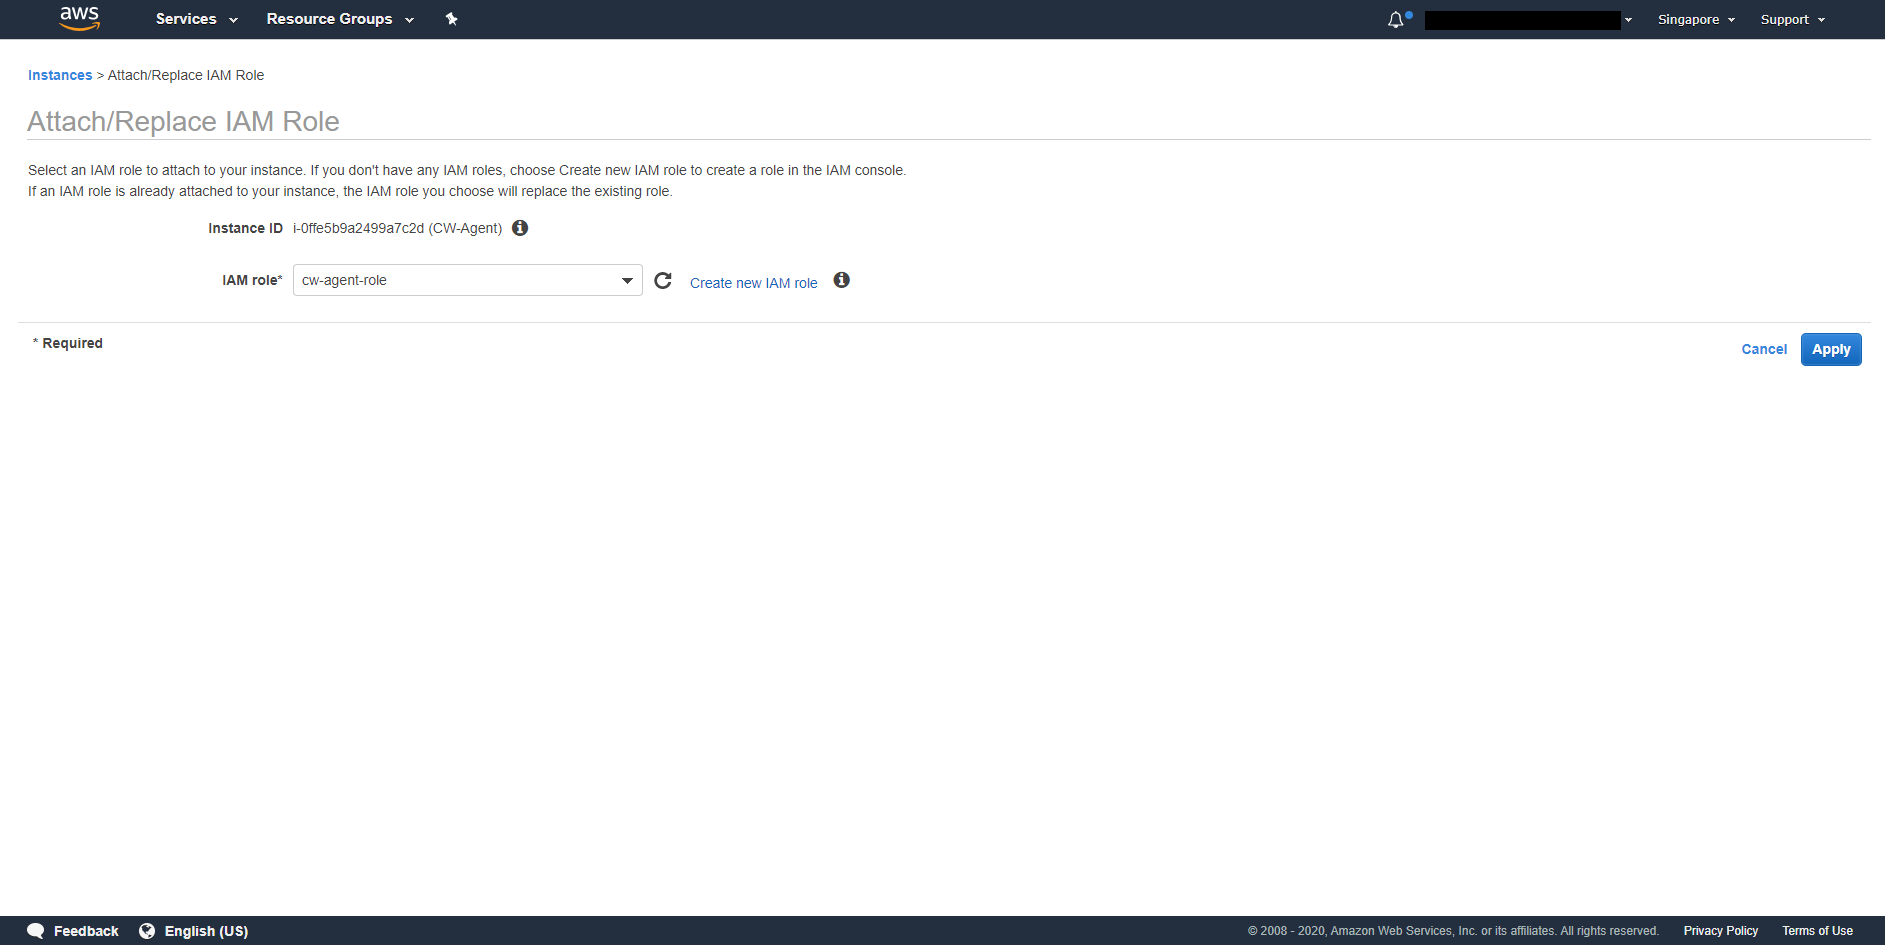 aws Services Resource Groups Singapore Support
Instances > Attach/Replace IAM Role
Attach/Replace IAM Role
Select an IAM role to attach to your instance. If you don't have any IAM roles, choose Create new IAM role to create a role in the IAM console.
If an IAM role is already attached to your instance, the IAM role you choose will replace the existing role.
Instance ID i-0ffe5b9a2499a7c2d (CW-Agent)
IAM role* cw-agent-role Create new IAM role
* Required Cancel Apply
Feedback English (US) © 2008 - 2020, Amazon Web Services, Inc. or its affiliates. All rights reserved. Privacy Policy Terms of Use